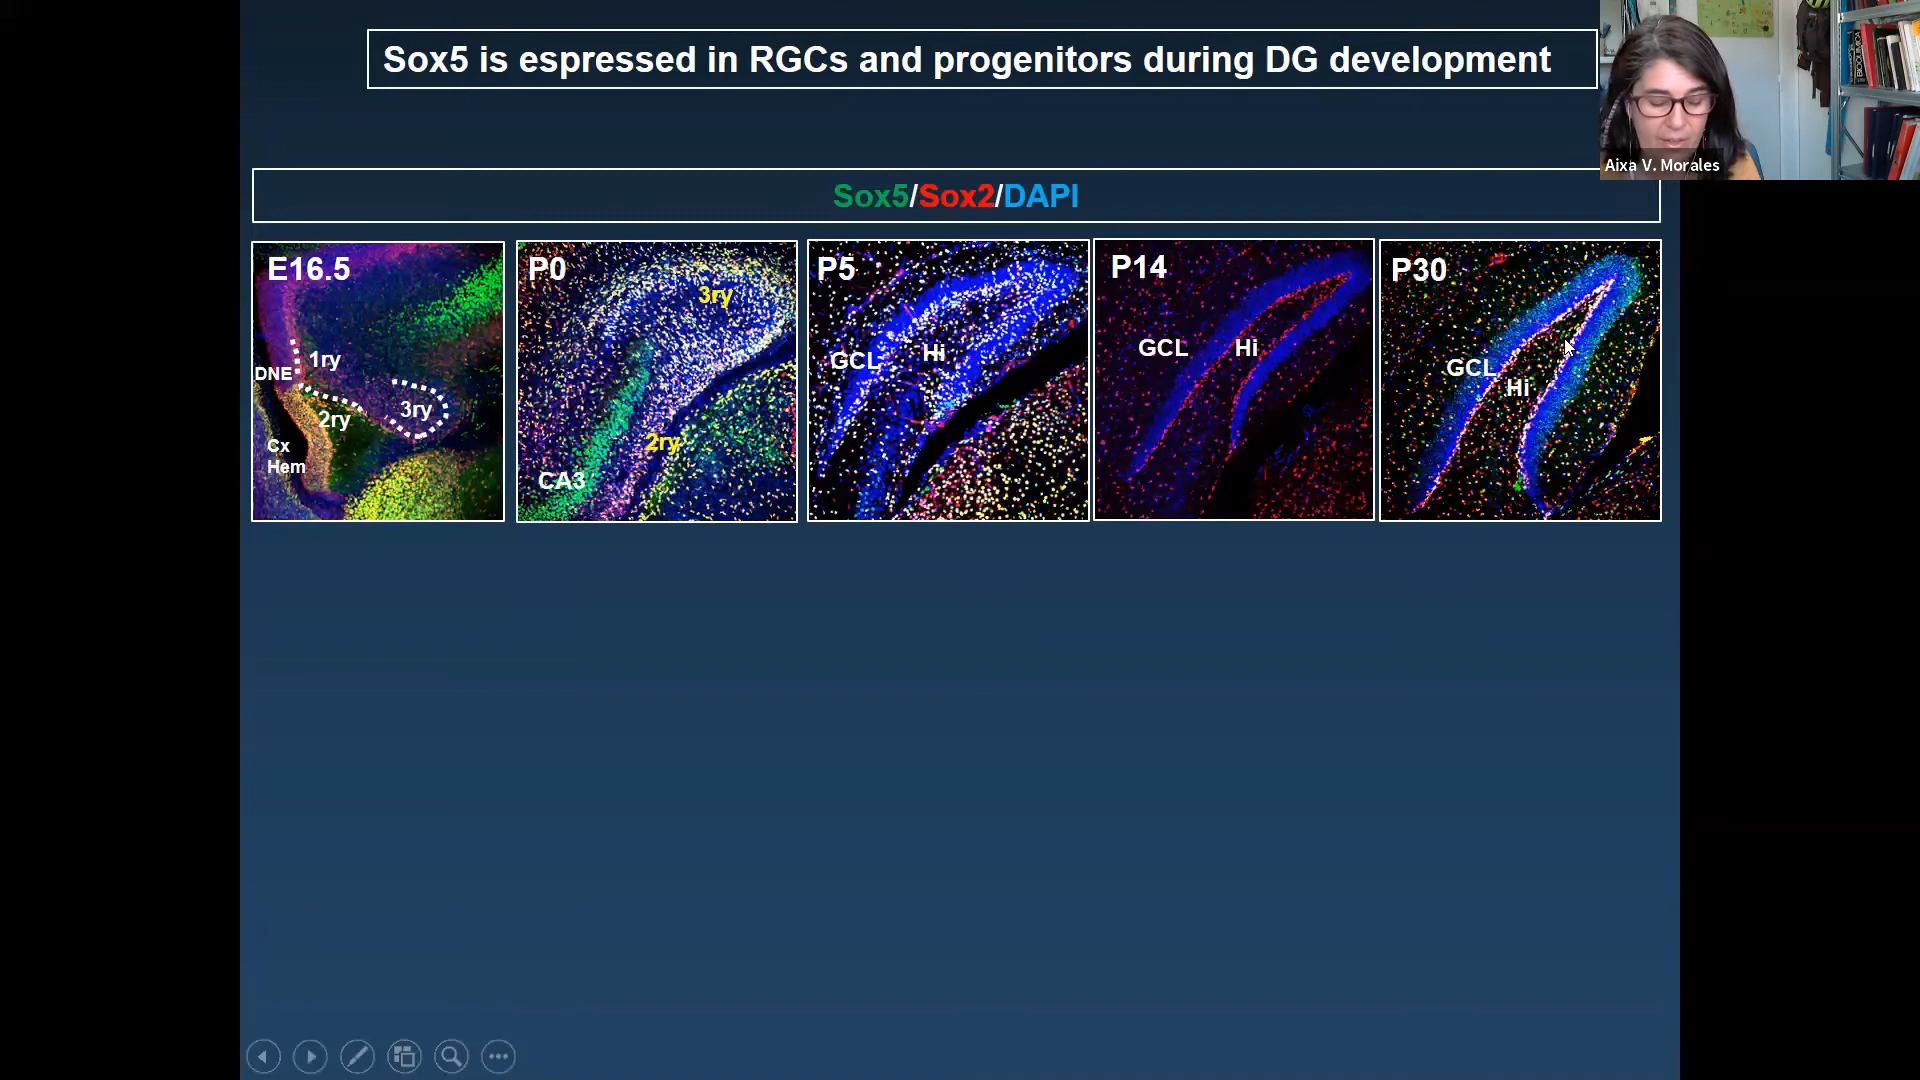 Sox5 is espressed in RGCs and progenitors during DG development
Aixa V. Morales
Sox5/Sox2/DAPI
E16.5
1ry
DNE
2ry
3ry
Cx
Hem
P0
3ry
2ry
CA3
P5
GCL
Hi
P14
GCL
Hi
P30
GCL
Hi
BIOQUIMICA